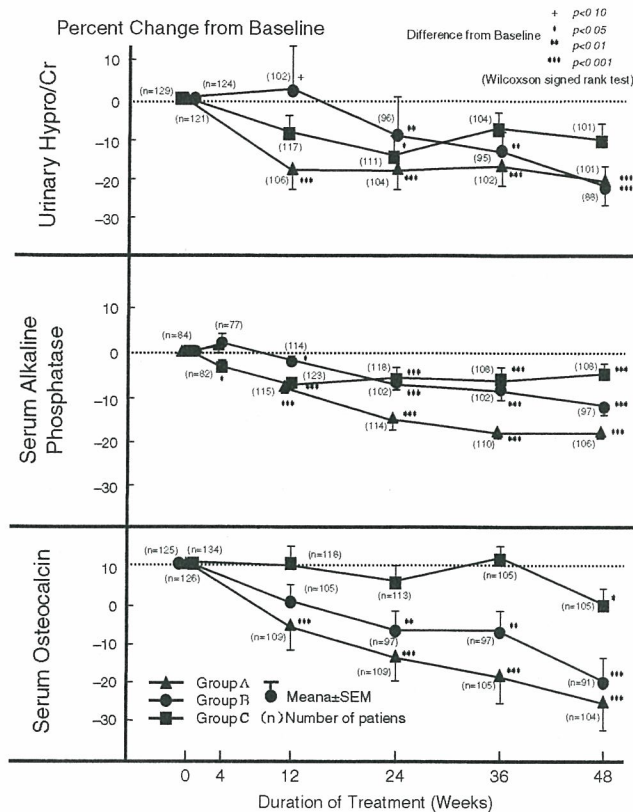 Percent Change from Baseline
Difference from Baseline
+ p<0 10
♦ p<0 05
♦♦ p<0 01
♦♦♦ p<0 001
(Wilcoxson signed rank test)
Urinary Hypro/Cr
10
0
−10
−20
−30
(n=129)
(n=124)
(n=121)
(102)
+
(117)
(106)
♦♦♦
(96)
♦♦
♦
(111)
(104)
♦♦♦
(104)
♦♦
(95)
(102)
♦♦♦
(101)
(101)
♦♦♦
♦♦♦
(88)
Serum Alkaline
Phosphatase
10
0
−10
−20
−30
(n=84)
(n=77)
(n=82)
♦
(114)
♦
(123)
♦♦♦
(115)
♦♦♦
(118)
♦♦♦
(102)
♦♦♦
(114)
♦♦♦
(108)
♦♦♦
(102)
♦♦♦
(110)
♦♦♦
(108)
♦♦♦
(97)
♦♦♦
(106)
♦♦♦
Serum Osteocalcin
10
0
−10
−20
−30
(n=125)
(n=134)
(n=126)
(n=118)
(n=105)
(n=109)
♦♦♦
(n=113)
♦♦
(n=97)
♦♦♦
(n=109)
(n=105)
♦♦
(n=97)
♦♦♦
(n=105)
(n=105)
♦
(n=91)
♦♦♦
(n=104)
♦♦♦
Group A
Group B
Group C
Meana±SEM
(n) Number of patiens
0 4 12 24 36 48
Duration of Treatment (Weeks)